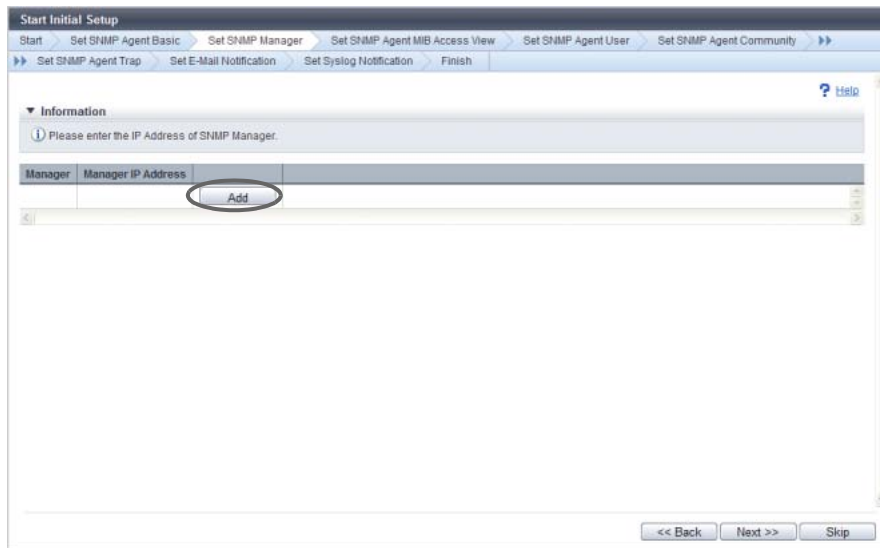 Start Initial Setup
Start Set SNMP Agent Basic Set SNMP Manager Set SNMP Agent MIB Access View Set SNMP Agent User Set SNMP Agent Community
Set SNMP Agent Trap Set E-Mail Notification Set Syslog Notification Finish
? Help
Information
Please enter the IP Address of SNMP Manager.
Manager Manager IP Address
Add
<< Back Next >> Skip